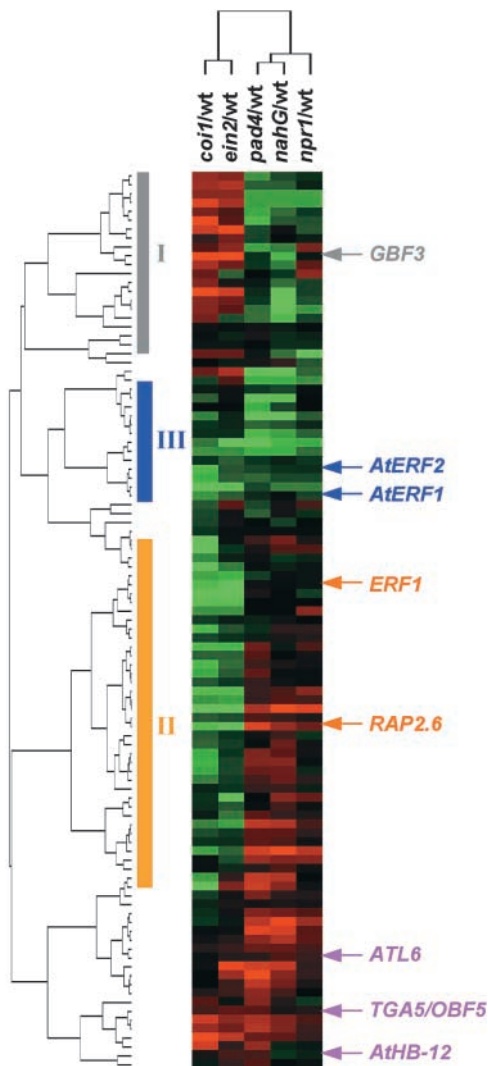 coi1/wt
ein2/wt
pad4/wt
nahG/wt
npr1/wt
I
GBF3
III
AtERF2
AtERF1
ERF1
II
RAP2.6
ATL6
TGA5/OBF5
AtHB-12